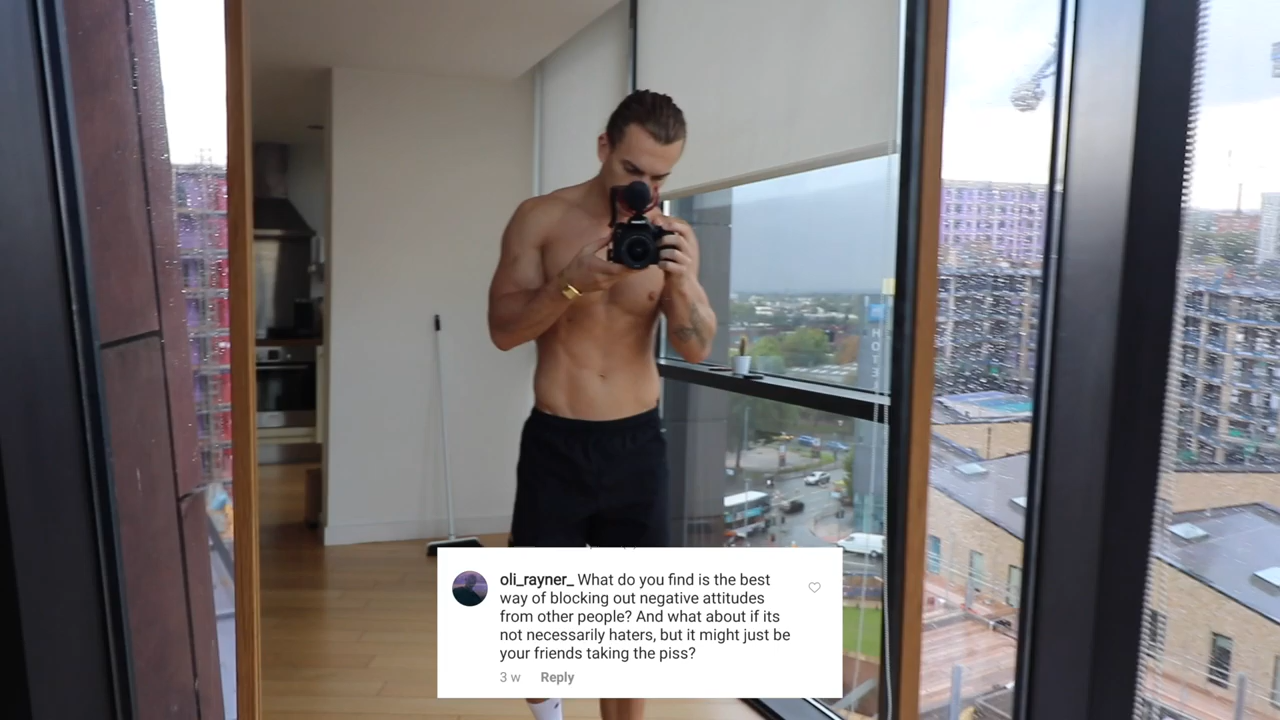 HOTEL
oli_rayner_ What do you find is the best
way of blocking out negative attitudes
from other people? And what about if its
not necessarily haters, but it might just be
your friends taking the piss?
3 w Reply